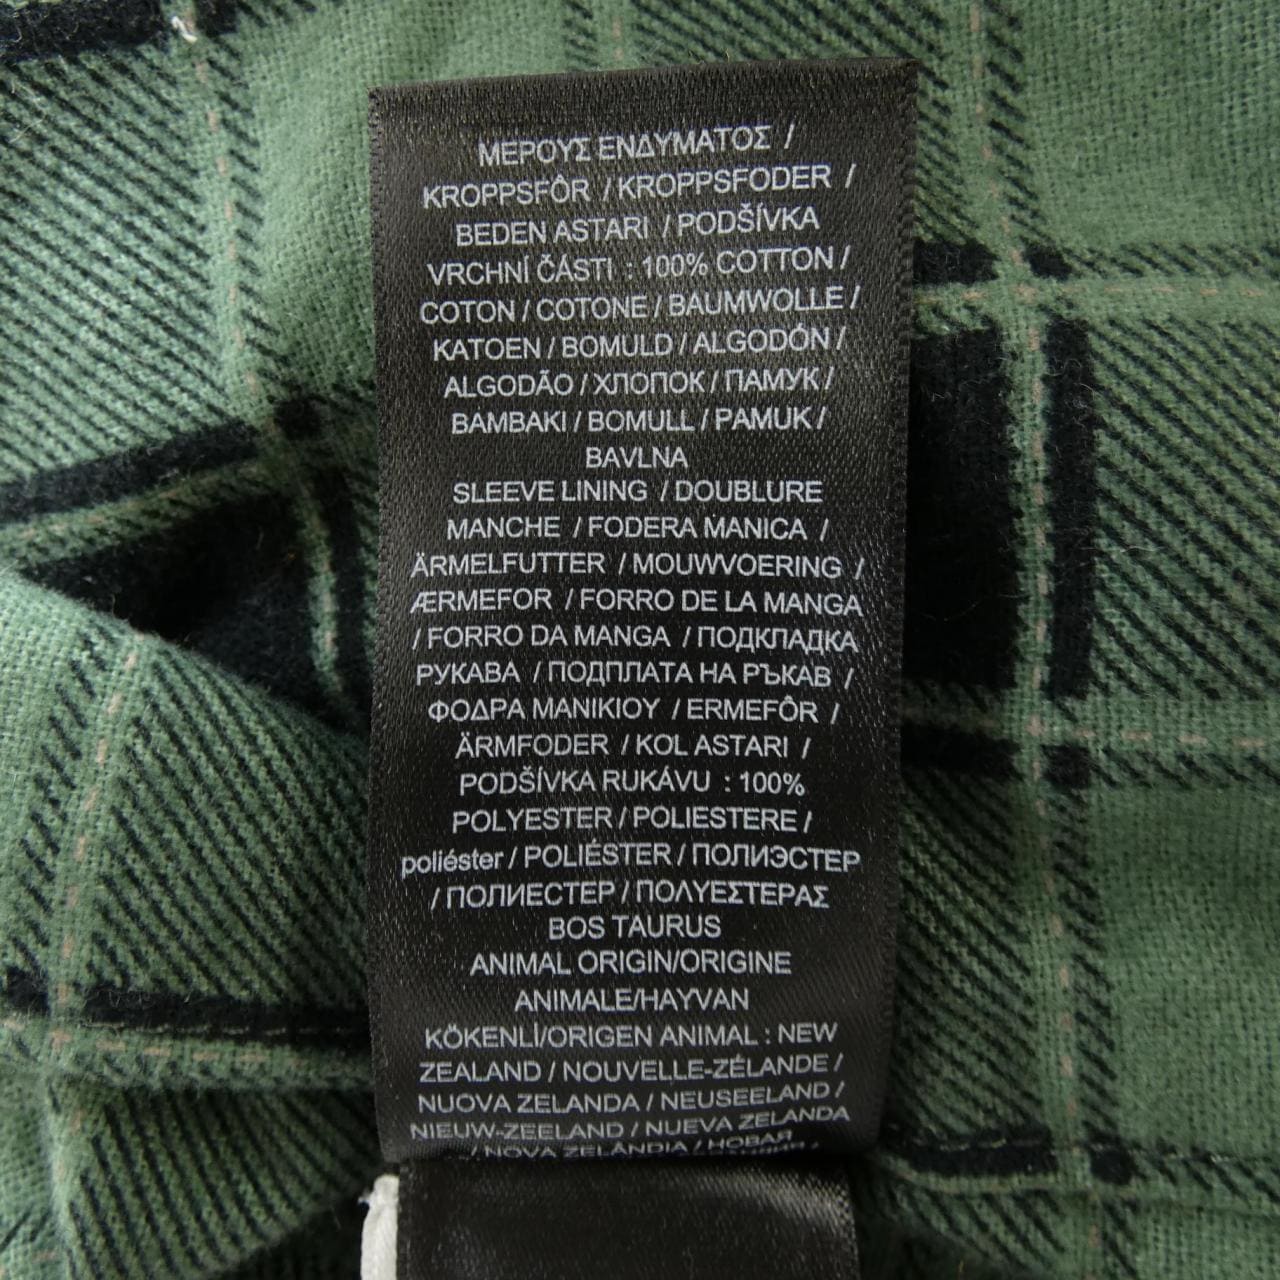 ΜΕΡΟΥΣ ΕΝΔΥΜΑΤΟΣ /
KROPPSFÔR / KROPPSFODER /
BEDEN ASTARI / PODŠÍVKA
VRCHNÍ ČÁSTI : 100% COTTON /
COTON / COTONE / BAUMWOLLE /
KATOEN / BOMULD / ALGODÓN /
ALGODÃO / ХЛОПОК / ПАМУК /
ΒΑΜΒΑΚΙ / BOMULL / PAMUK /
BAVLNA
SLEEVE LINING / DOUBLURE
MANCHE / FODERA MANICA /
ÄRMELFUTTER / MOUWVOERING /
ÆRMEFOR / FORRO DE LA MANGA
/ FORRO DA MANGA / ПОДКЛАДКА
РУКАВА / ПОДПЛАТА НА РЪКАВ /
ΦΟΔΡΑ ΜΑΝΙΚΙΟΥ / ERMEFÔR /
ÄRMFODER / KOL ASTARI /
PODŠÍVKA RUKÁVU : 100%
POLYESTER / POLIESTERE /
poliéster / POLIÉSTER / ПОЛИЭСТЕР
/ ПОЛИЕСТЕР / ΠΟΛΥΕΣΤΕΡΑΣ
BOS TAURUS
ANIMAL ORIGIN/ORIGINE
ANIMALE/HAYVAN
KÖKENLİ/ORIGEN ANIMAL : NEW
ZEALAND / NOUVELLE-ZÉLANDE /
NUOVA ZELANDA / NEUSEELAND /
NIEUW-ZEELAND / NUEVA ZELANDA
/ NOVA ZELÂNDIA / НОВАЯ